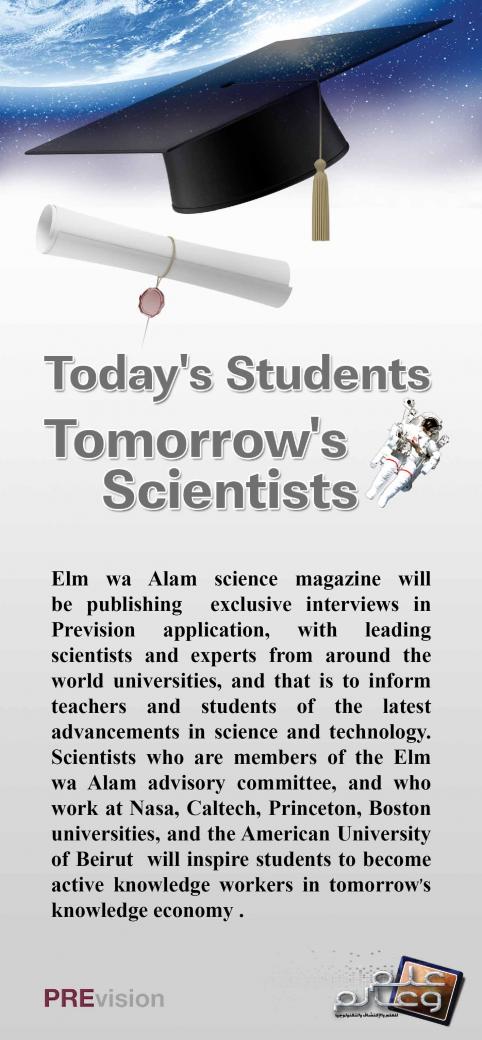 Today's Students
Tomorrow's
Scientists
Elm wa Alam science magazine will
be publishing exclusive interviews in
Prevision application, with leading
scientists and experts from around the
world universities, and that is to inform
teachers and students of the latest
advancements in science and technology.
Scientists who are members of the Elm
wa Alam advisory committee, and who
work at Nasa, Caltech, Princeton, Boston
universities, and the American University
of Beirut will inspire students to become
active knowledge workers in tomorrow's
knowledge economy .
PREvision
علم
وعالم
للعلم والإكتشاف والتكنولوجيا